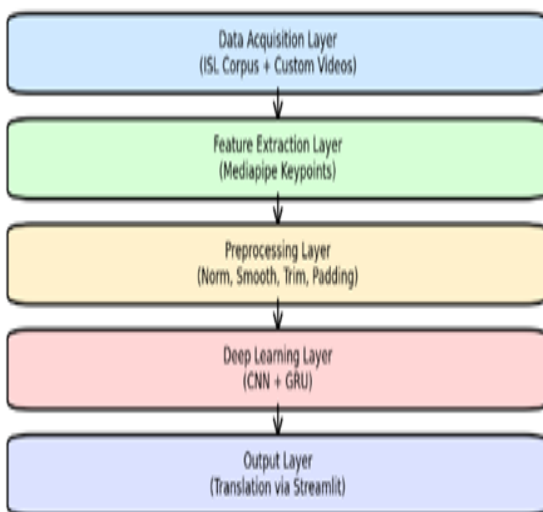 Data Acquisition Layer
(ISL Corpus + Custom Videos)
Feature Extraction Layer
(Mediapipe Keypoints)
Preprocessing Layer
(Norm, Smooth, Trim, Padding)
Deep Learning Layer
(CNN + GRU)
Output Layer
(Translation via Streamlit)